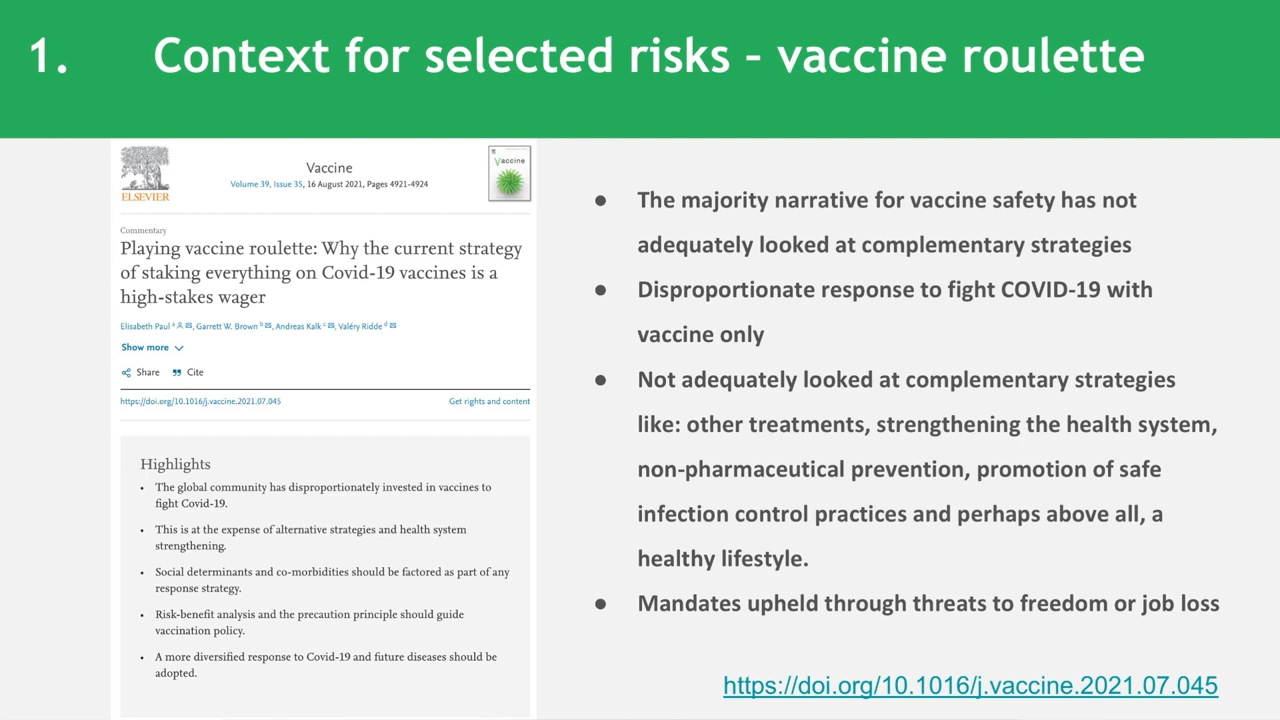 1. Context for selected risks - vaccine roulette
ELSEVIER
Vaccine
Volume 39, Issue 35, 16 August 2021, Pages 4921-4924
Vaccine
Commentary
Playing vaccine roulette: Why the current strategy
of staking everything on Covid-19 vaccines is a
high-stakes wager
Elisabeth Paul a, Garrett W. Brown b, Andreas Kalk c, Valéry Ridde d
Show more
Share Cite
https://doi.org/10.1016/j.vaccine.2021.07.045 Get rights and content
Highlights
• The global community has disproportionately invested in vaccines to
fight Covid-19.
• This is at the expense of alternative strategies and health system
strengthening.
• Social determinants and co-morbidities should be factored as part of any
response strategy.
• Risk-benefit analysis and the precaution principle should guide
vaccination policy.
• A more diversified response to Covid-19 and future diseases should be
adopted.
● The majority narrative for vaccine safety has not
adequately looked at complementary strategies
● Disproportionate response to fight COVID-19 with
vaccine only
● Not adequately looked at complementary strategies
like: other treatments, strengthening the health system,
non-pharmaceutical prevention, promotion of safe
infection control practices and perhaps above all, a
healthy lifestyle.
● Mandates upheld through threats to freedom or job loss
https://doi.org/10.1016/j.vaccine.2021.07.045